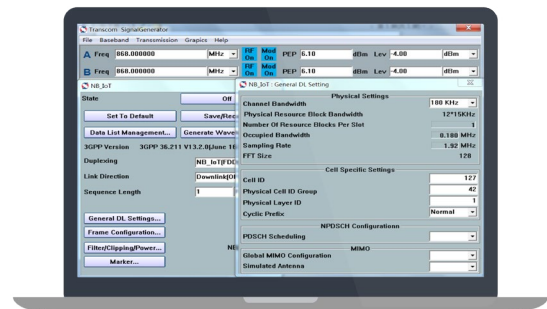 Transcom SignalGenerator
File Baseband Transsmission Grapics Help
A Freq 868.000000 MHz RF On Mod On PEP 6.10 dBm Lev -4.00 dBm
B Freq 868.000000 MHz RF On Mod On PEP 6.10 dBm Lev -4.00 dBm
NB_IoT
State Off
Set To Default Save/Rec
Data List Management... Generate Wavef
3GPP Version 3GPP 36.211 V13.2.0(June 16
Duplexing NB_IoT(FDD
Link Direction Downlink(OF
Sequence Length 1
General DL Settings...
Frame Configuration...
Filter/Clipping/Power...
Marker...
NB_IoT: General DL Setting
Physical Settings
Channel Bandwidth 180 KHz
Physical Resource Block Bandwidth 12*15KHz
Number Of Resource Blocks Per Slot 1
Occupied Bandwidth 0.180 MHz
Sampling Rate 1.92 MHz
FFT Size 128
Cell Specific Settings
Cell ID 127
Physical Cell ID Group 42
Physical Layer ID 1
Cyclic Prefix Normal
NPDSCH Configurationn
PDSCH Scheduling
MIMO
Global MIMO Configuration
Simulated Antenna